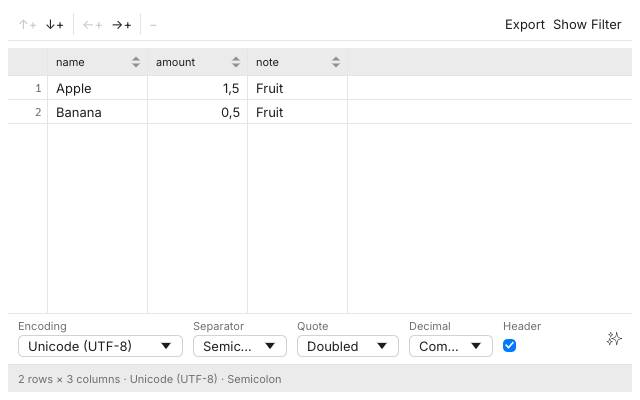 ↑+ ↓+ ←+ →+ − Export Show Filter
name amount note
1 Apple 1,5 Fruit
2 Banana 0,5 Fruit
Encoding Separator Quote Decimal Header
Unicode (UTF-8) Semic... Doubled Com...
2 rows × 3 columns · Unicode (UTF-8) · Semicolon